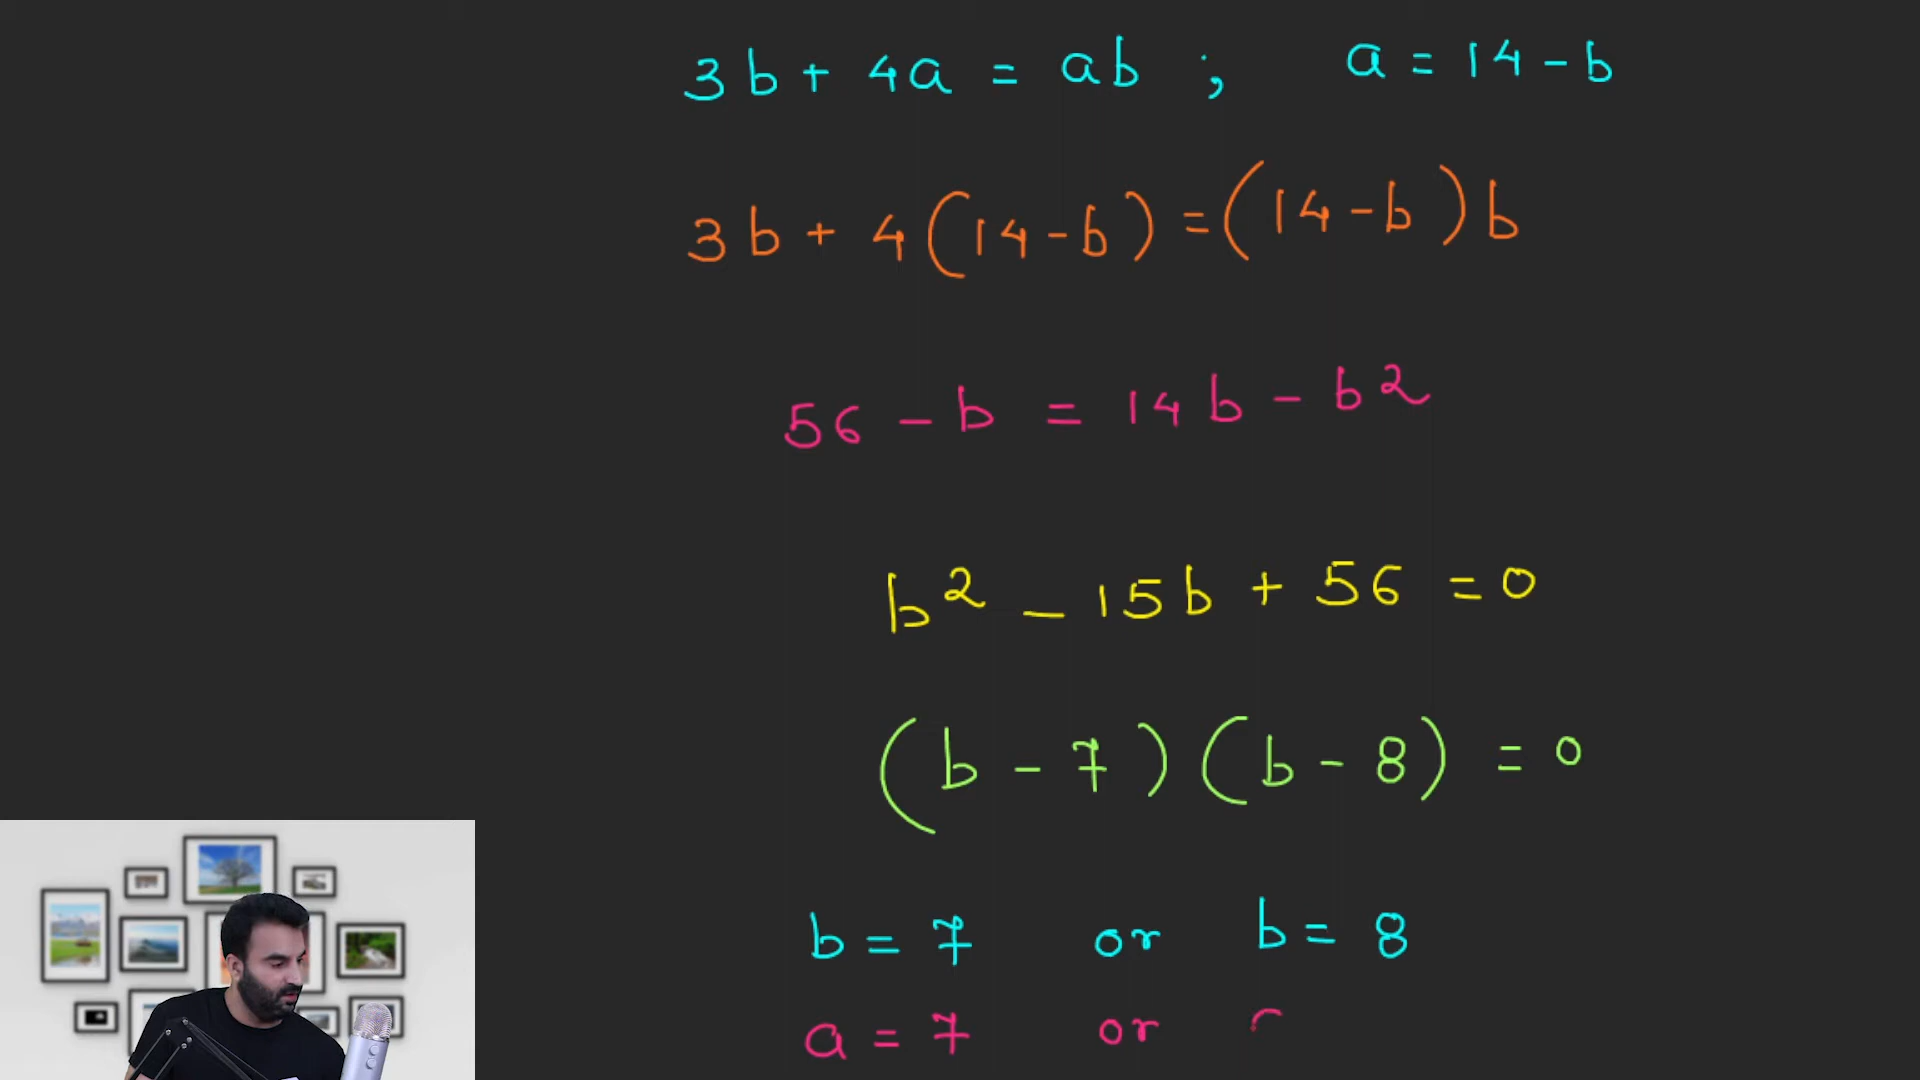 3b + 4a = ab ; a = 14 - b
3b + 4(14 - b) = (14 - b)b
56 - b = 14b - b²
b² - 15b + 56 = 0
(b - 7)(b - 8) = 0
b = 7 or b = 8
a = 7 or